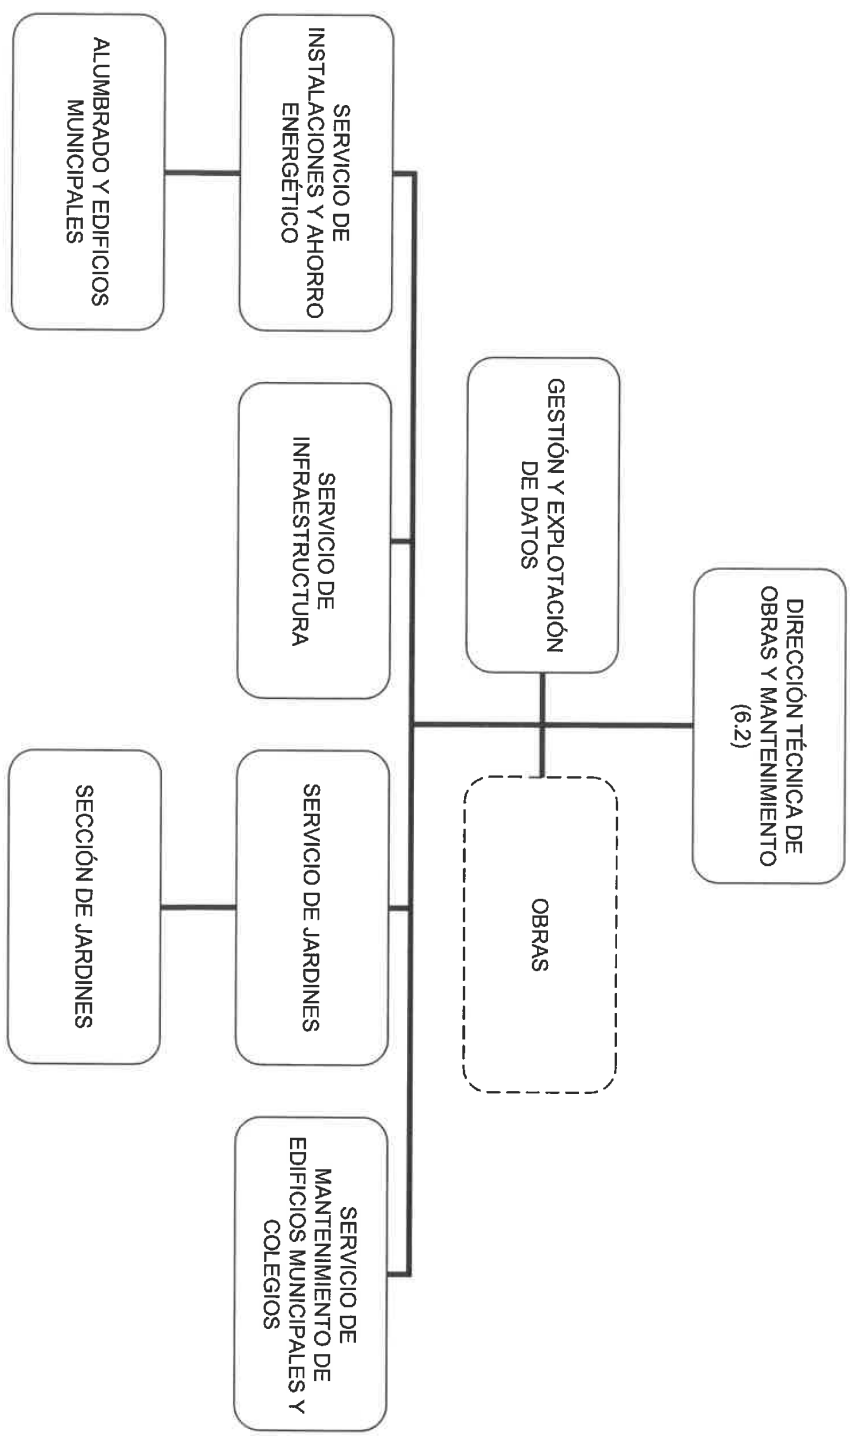 DIRECCIÓN TÉCNICA DE
OBRAS Y MANTENIMIENTO
(6.2)
GESTIÓN Y EXPLOTACIÓN
DE DATOS
OBRAS
SERVICIO DE
INSTALACIONES Y AHORRO
ENERGÉTICO
SERVICIO DE
INFRAESTRUCTURA
SERVICIO DE JARDINES
SERVICIO DE
MANTENIMIENTO DE
EDIFICIOS MUNICIPALES Y
COLEGIOS
ALUMBRADO Y EDIFICIOS
MUNICIPALES
SECCIÓN DE JARDINES